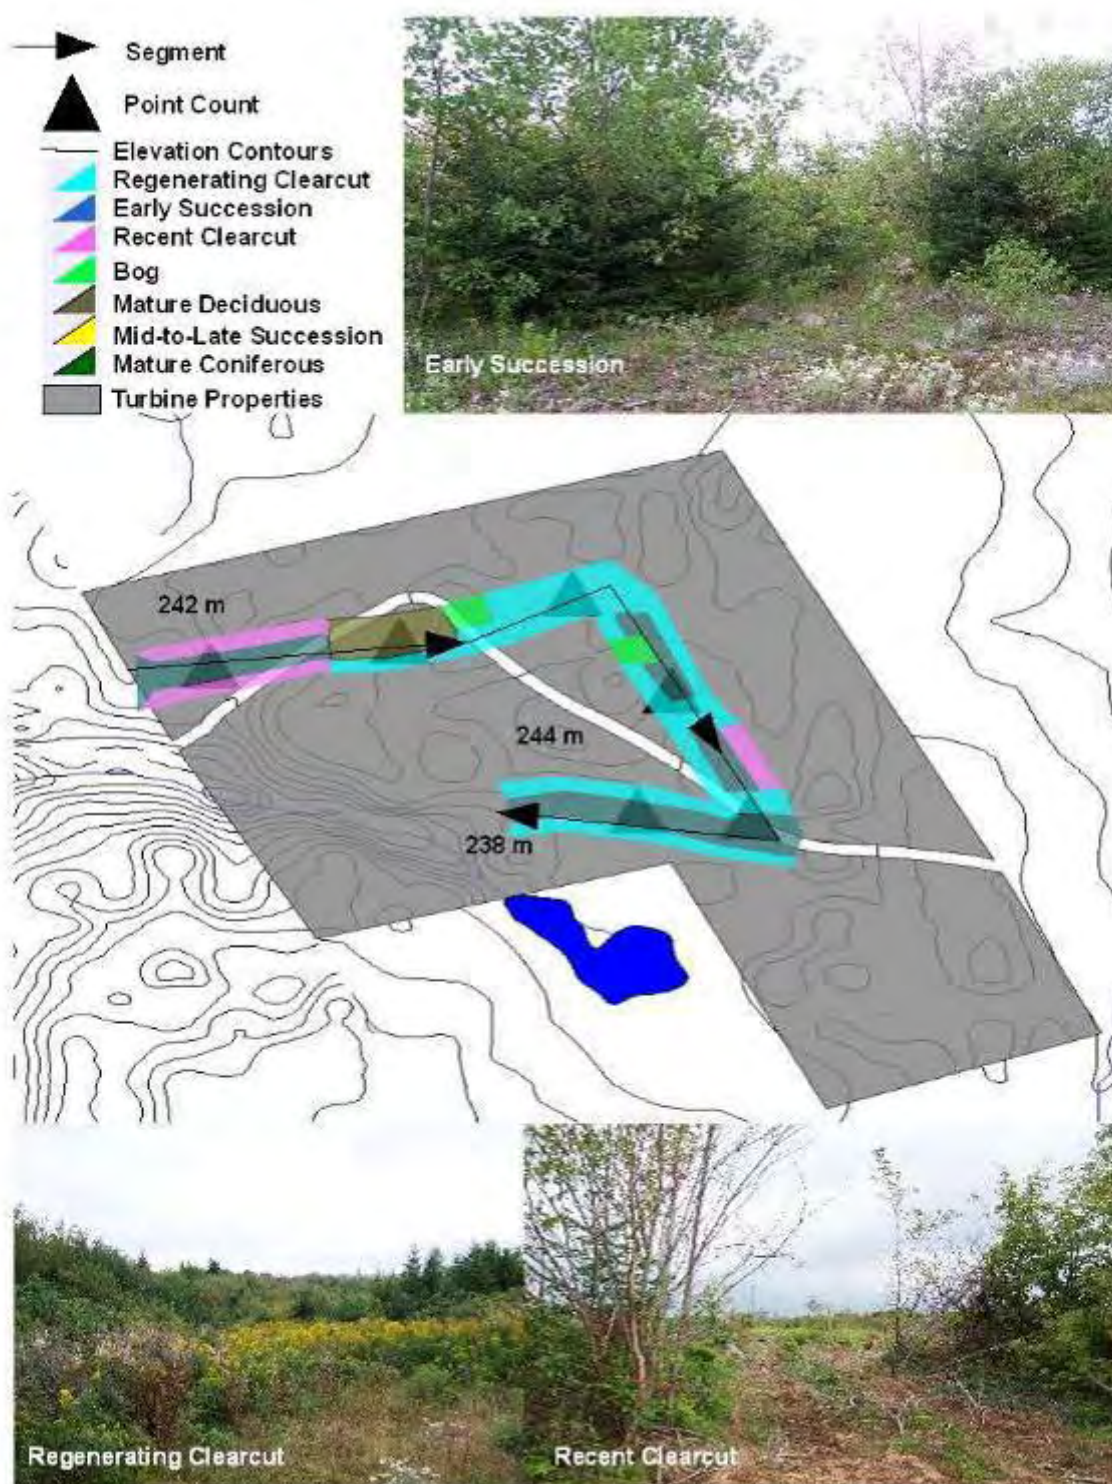 Segment
Point Count
Elevation Contours
Regenerating Clearcut
Early Succession
Recent Clearcut
Bog
Mature Deciduous
Mid-to-Late Succession
Mature Coniferous
Turbine Properties
Early Succession
242 m
244 m
238 m
Regenerating Clearcut
Recent Clearcut